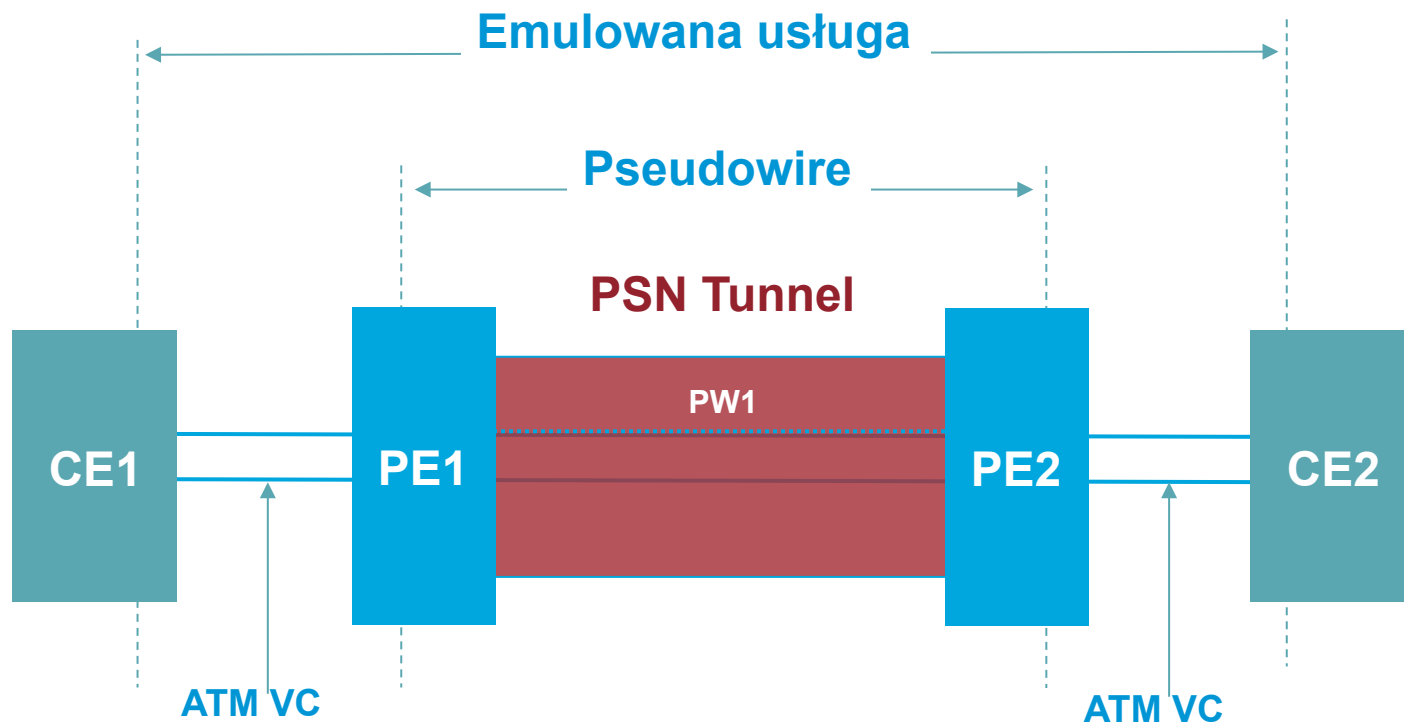 Emulowana usługa
Pseudowire
PSN Tunnel
PW1
CE1
PE1
PE2
CE2
ATM VC
ATM VC